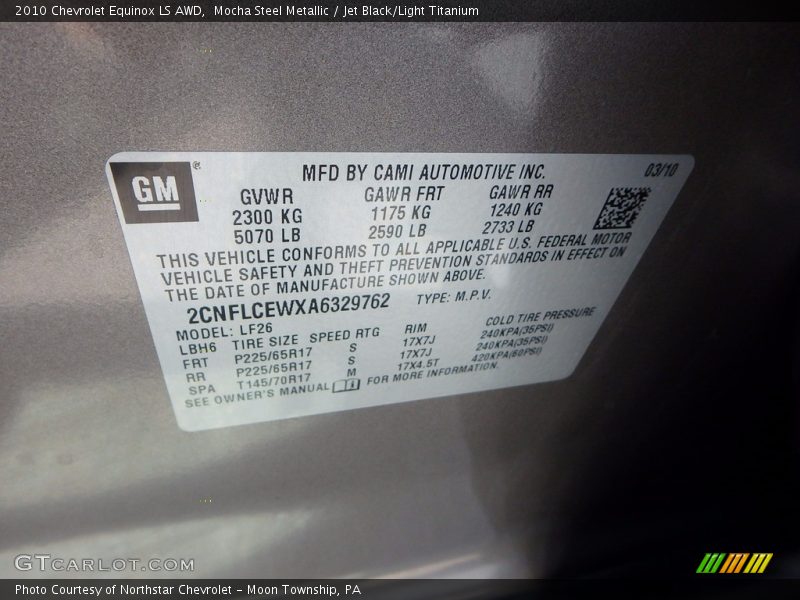 2010 Chevrolet Equinox LS AWD,  Mocha Steel Metallic / Jet Black/Light Titanium
GM®
MFD BY CAMI AUTOMOTIVE INC.
03/10
GVWR GAWR FRT GAWR RR
2300 KG 1175 KG 1240 KG
5070 LB 2590 LB 2733 LB
THIS VEHICLE CONFORMS TO ALL APPLICABLE U.S. FEDERAL MOTOR
VEHICLE SAFETY AND THEFT PREVENTION STANDARDS IN EFFECT ON
THE DATE OF MANUFACTURE SHOWN ABOVE.
2CNFLCEWXA6329762 TYPE: M.P.V.
MODEL: LF26
LBH6 TIRE SIZE SPEED RTG RIM COLD TIRE PRESSURE
FRT P225/65R17 S 17X7J 240KPA(35PSI)
RR P225/65R17 S 17X7J 240KPA(35PSI)
SPA T145/70R17 M 17X4.5T 420KPA(60PSI)
SEE OWNER'S MANUAL FOR MORE INFORMATION.
GTCARLOT.COM
Photo Courtesy of Northstar Chevrolet – Moon Township, PA